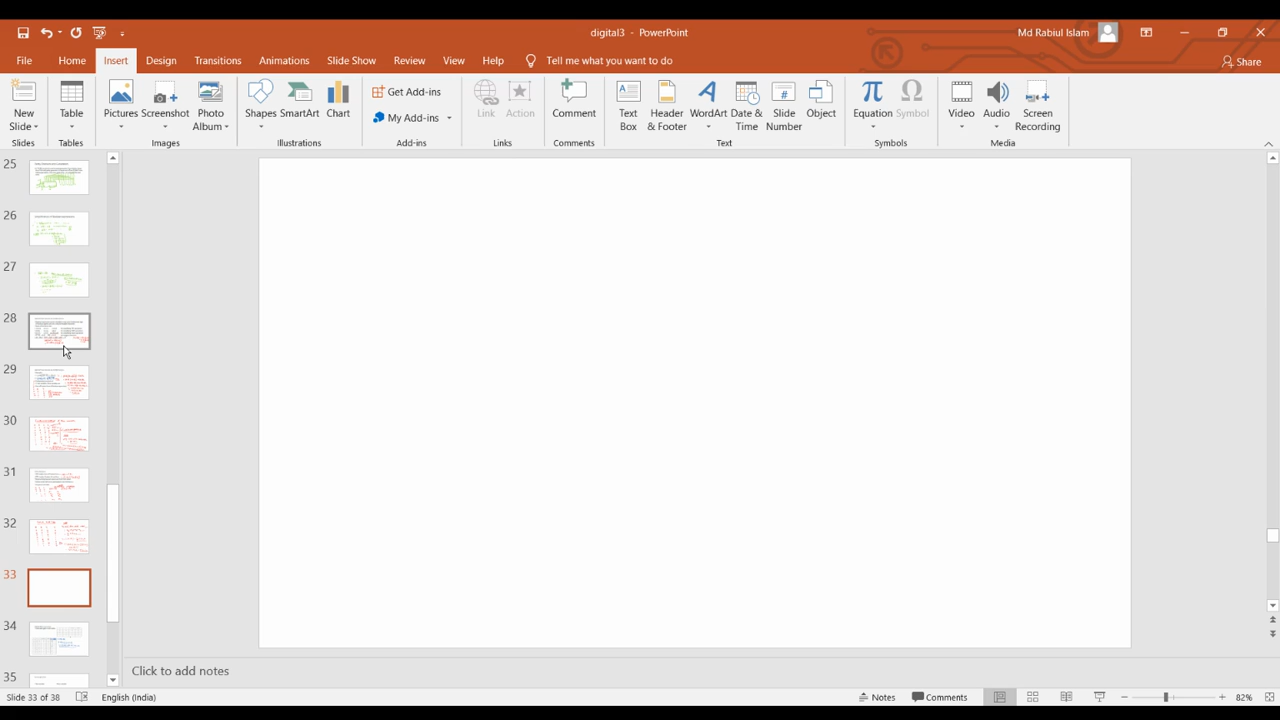 digital3 - PowerPoint
Md Rabiul Islam
File Home Insert Design Transitions Animations Slide Show Review View Help Tell me what you want to do Share
New Slide Table Pictures Screenshot Photo Album Shapes SmartArt Chart Get Add-ins My Add-ins Link Action Comment Text Box Header & Footer WordArt Date & Time Slide Number Object Equation Symbol Video Audio Screen Recording
Slides Tables Images Illustrations Add-ins Links Comments Text Symbols Media
25
26
27
28
29
30
31
32
33
34
35
Click to add notes
Slide 33 of 38 English (India) Notes Comments 82%